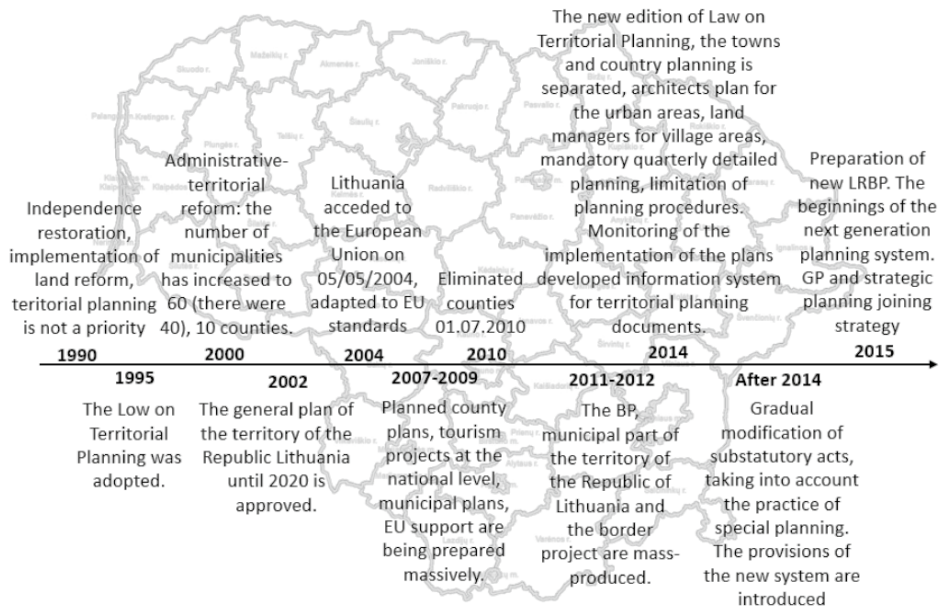 Independence
restoration,
implementation of
land reform,
teritorial planning
is not a priority
1990
Administrative-
territorial
reform: the
number of
municipalities
has increased to
60 (there were
40), 10 counties.
2000
Lithuania
acceded to
the European
Union on
05/05/2004,
adapted to EU
standards
2004
Eliminated
counties
01.07.2010
2010
The new edition of Law on
Territorial Planning, the towns
and country planning is
separated, architects plan for
the urban areas, land
managers for village areas,
mandatory quarterly detailed
planning, limitation of
planning procedures.
Monitoring of the
implementation of the plans
developed information system
for territorial planning
documents.
2014
Preparation of
new LRBP. The
beginnings of the
next generation
planning system.
GP and strategic
planning joining
strategy
2015
1995
The Low on
Territorial
Planning was
adopted.
2002
The general plan of
the territory of the
Republic Lithuania
until 2020 is
approved.
2007-2009
Planned county
plans, tourism
projects at the
national level,
municipal plans,
EU support are
being prepared
massively.
2011-2012
The BP,
municipal part of
the territory of
the Republic of
Lithuania and
the border
project are mass-
produced.
After 2014
Gradual
modification of
substatutory acts,
taking into account
the practice of
special planning.
The provisions of
the new system are
introduced